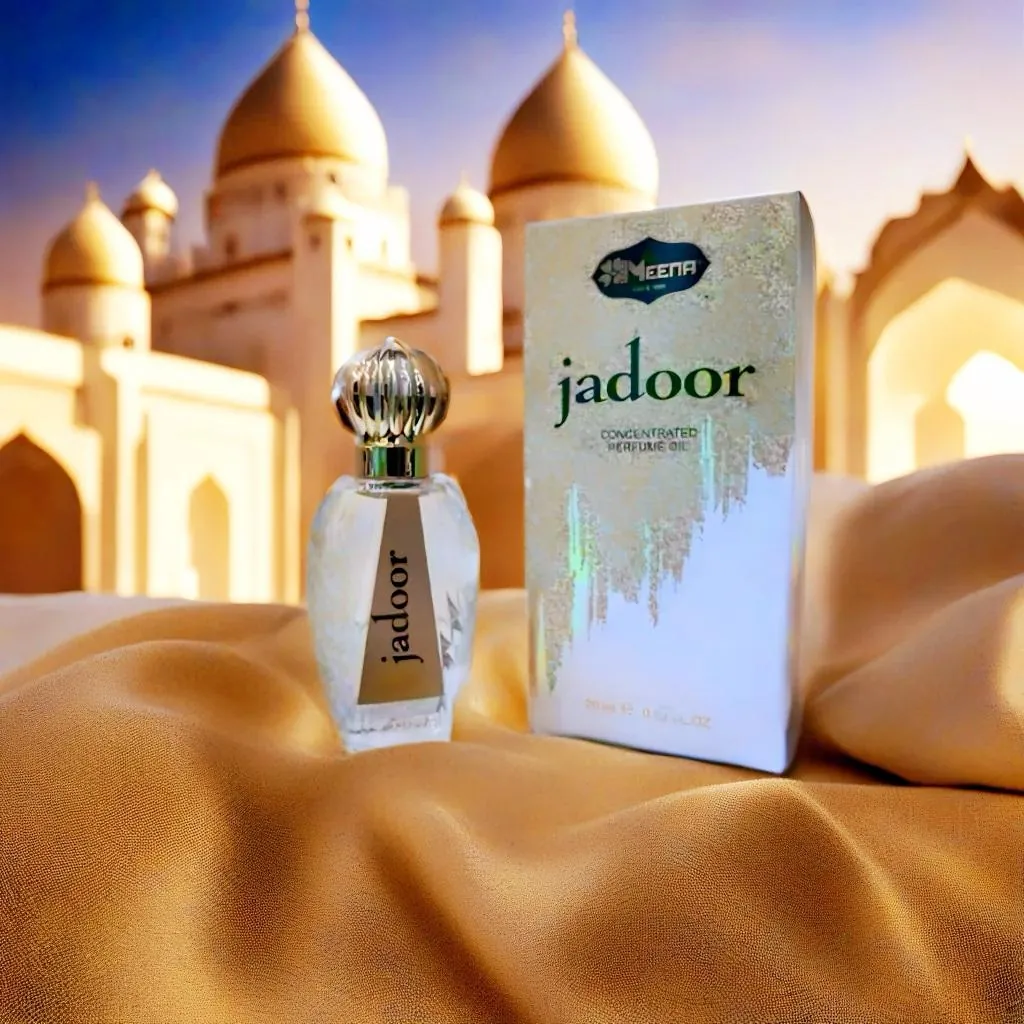 jadoor
MEENA
jadoor
CONCENTRATED
PERFUME OIL